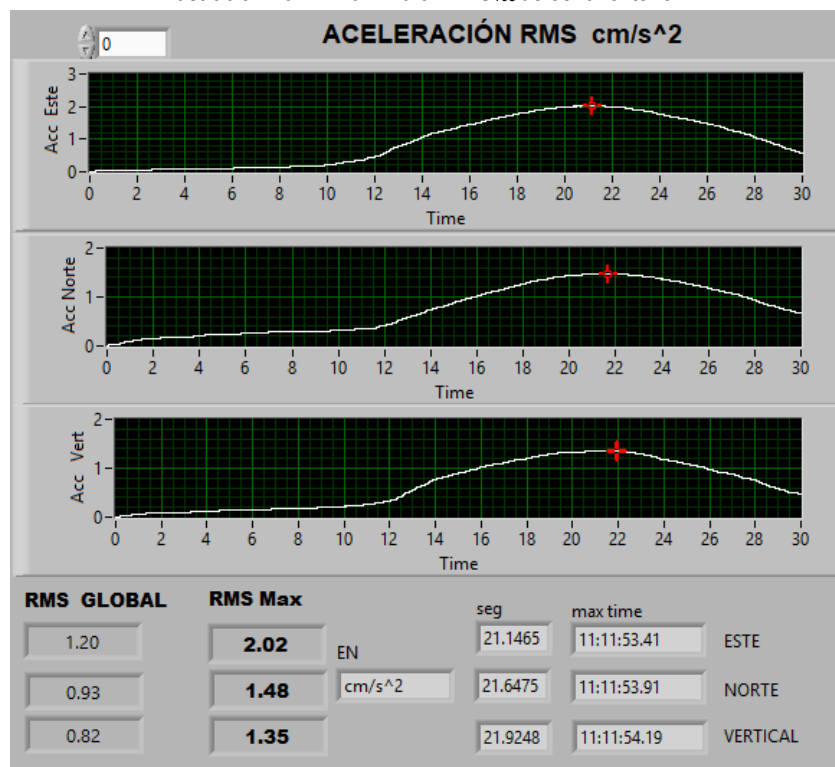 ACELERACIÓN RMS cm/s^2
0
Acc Este
3
2
1
0
0 2 4 6 8 10 12 14 16 18 20 22 24 26 28 30
Time
Acc Norte
2
1
0
0 2 4 6 8 10 12 14 16 18 20 22 24 26 28 30
Time
Acc Vert
2
1
0
0 2 4 6 8 10 12 14 16 18 20 22 24 26 28 30
Time
RMS GLOBAL RMS Max seg max time
1.20 2.02 21.1465 11:11:53.41 ESTE
EN
0.93 1.48 cm/s^2 21.6475 11:11:53.91 NORTE
0.82 1.35 21.9248 11:11:54.19 VERTICAL